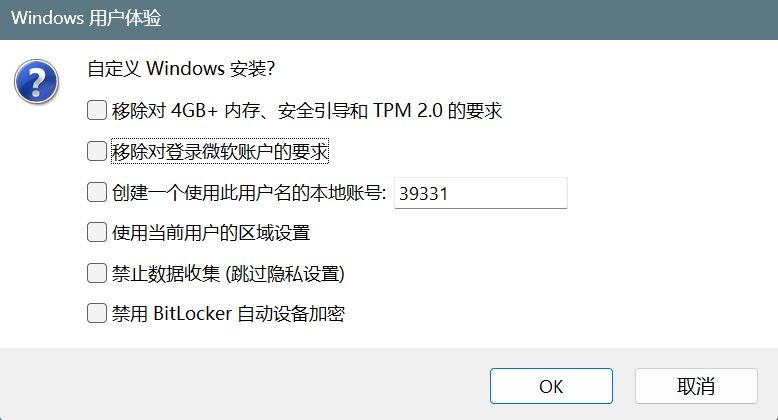 Windows 用户体验
自定义 Windows 安装?
移除对 4GB+ 内存、安全引导和 TPM 2.0 的要求
移除对登录微软账户的要求
创建一个使用此用户名的本地账号: 39331
使用当前用户的区域设置
禁止数据收集 (跳过隐私设置)
禁用 BitLocker 自动设备加密
OK 取消